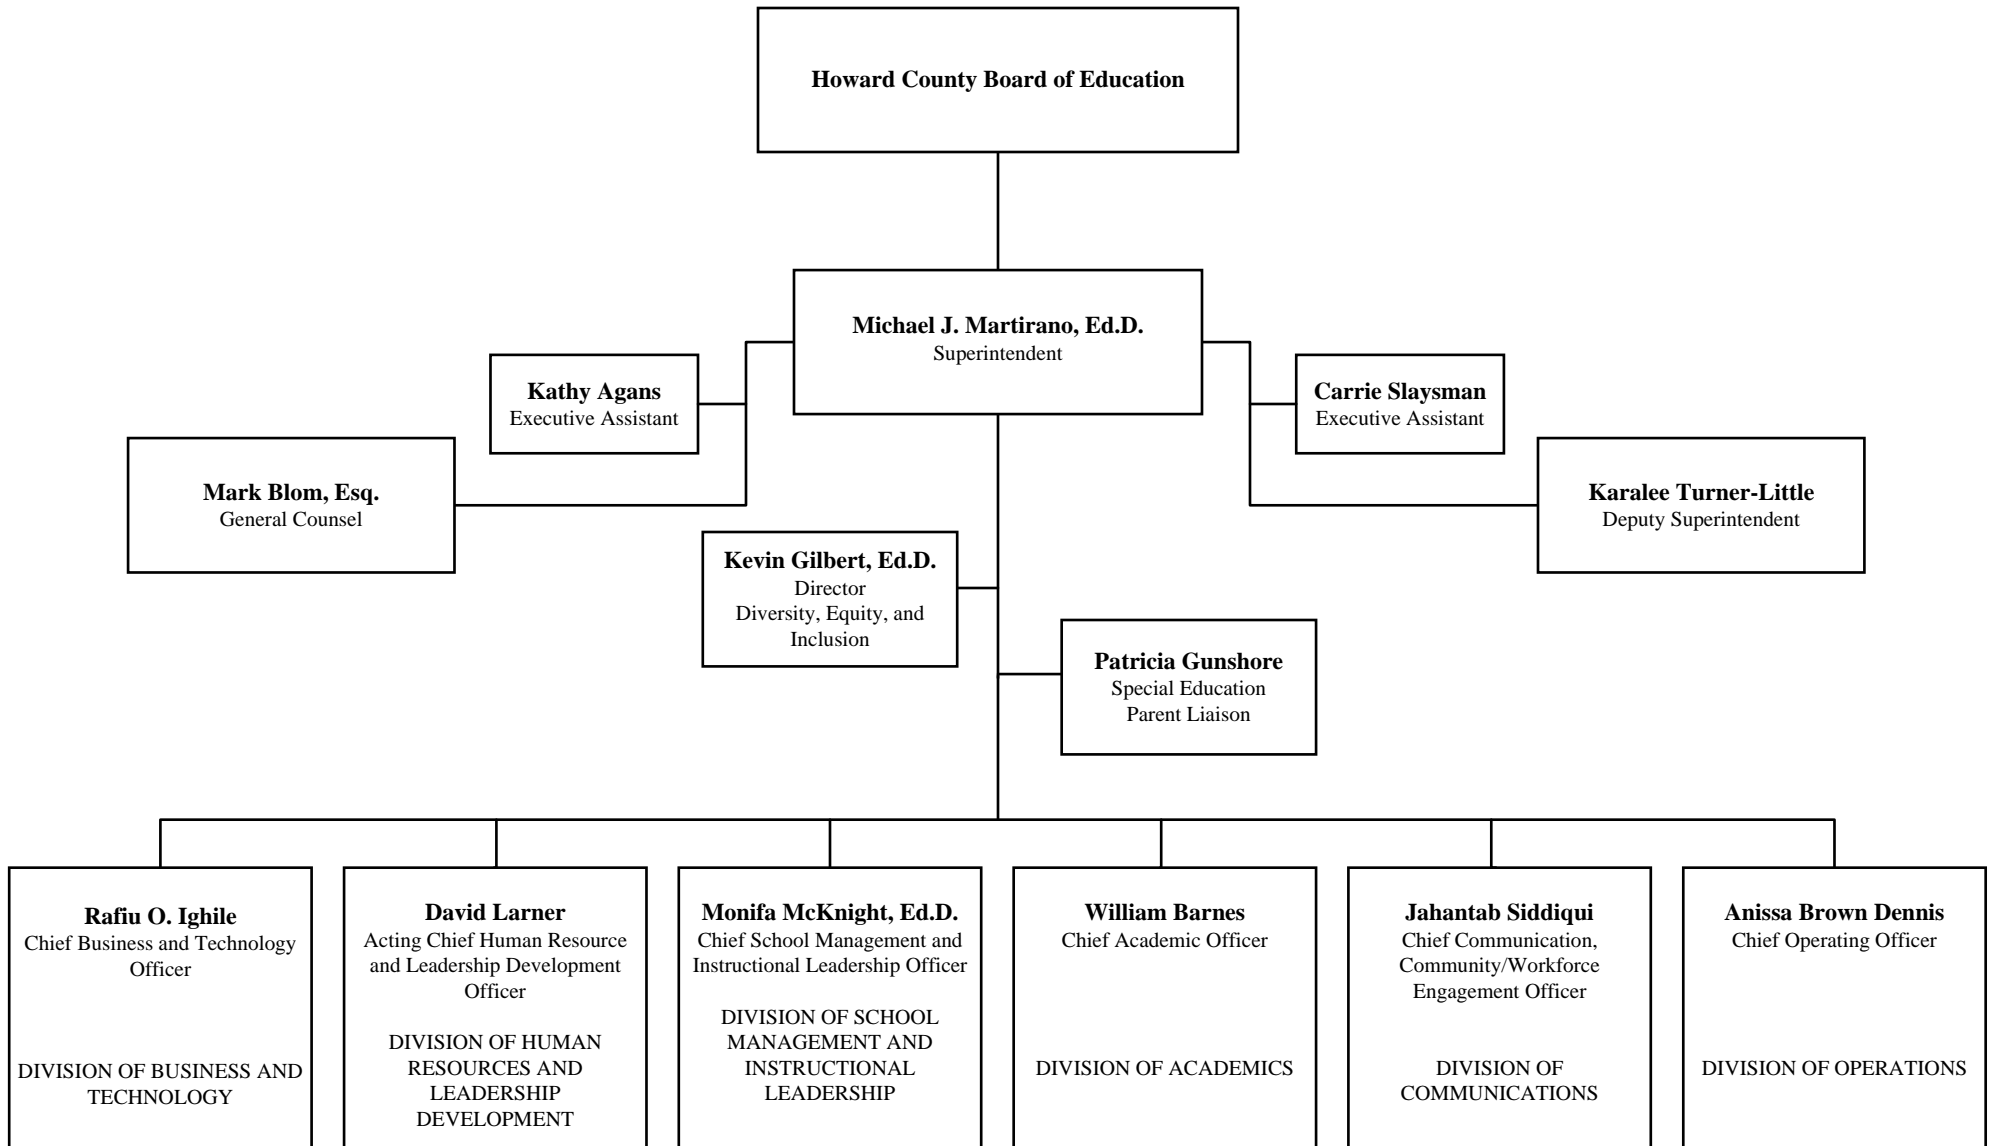 Howard County Board of Education
Michael J. Martirano, Ed.D.
Superintendent
Kathy Agans
Executive Assistant
Carrie Slaysman
Executive Assistant
Mark Blom, Esq.
General Counsel
Karalee Turner-Little
Deputy Superintendent
Kevin Gilbert, Ed.D.
Director
Diversity, Equity, and
Inclusion
Patricia Gunshore
Special Education
Parent Liaison
Rafiu O. Ighile
Chief Business and Technology
Officer
DIVISION OF BUSINESS AND
TECHNOLOGY
David Larner
Acting Chief Human Resource
and Leadership Development
Officer
DIVISION OF HUMAN
RESOURCES AND
LEADERSHIP
DEVELOPMENT
Monifa McKnight, Ed.D.
Chief School Management and
Instructional Leadership Officer
DIVISION OF SCHOOL
MANAGEMENT AND
INSTRUCTIONAL
LEADERSHIP
William Barnes
Chief Academic Officer
DIVISION OF ACADEMICS
Jahantab Siddiqui
Chief Communication,
Community/Workforce
Engagement Officer
DIVISION OF
COMMUNICATIONS
Anissa Brown Dennis
Chief Operating Officer
DIVISION OF OPERATIONS